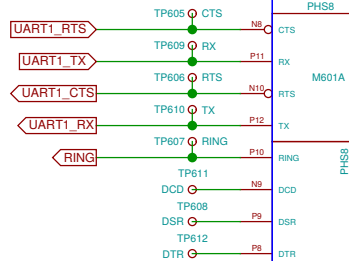 PHS8
TP605 CTS
UART1_RTS N8 CTS
TP609 RX
UART1_TX P11 RX
TP606 RTS M601A
UART1_CTS N10 RTS
TP610 TX
UART1_RX P12 TX
TP607 RING
RING P10 RING
PHS8
TP611
DCD N9 DCD
TP608
DSR P9 DSR
TP612
DTR P8 DTR